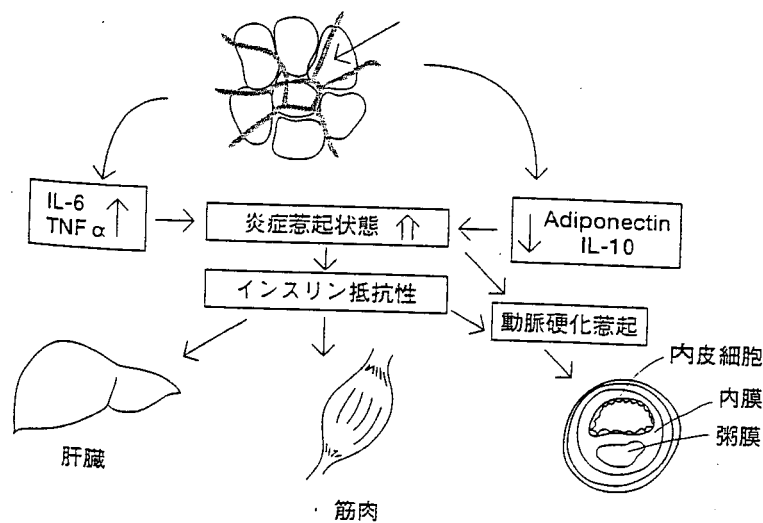 IL-6
TNF α
炎症惹起状態
Adiponectin
IL-10
インスリン抵抗性
動脈硬化惹起
内皮細胞
内膜
粥膜
肝臓
筋肉